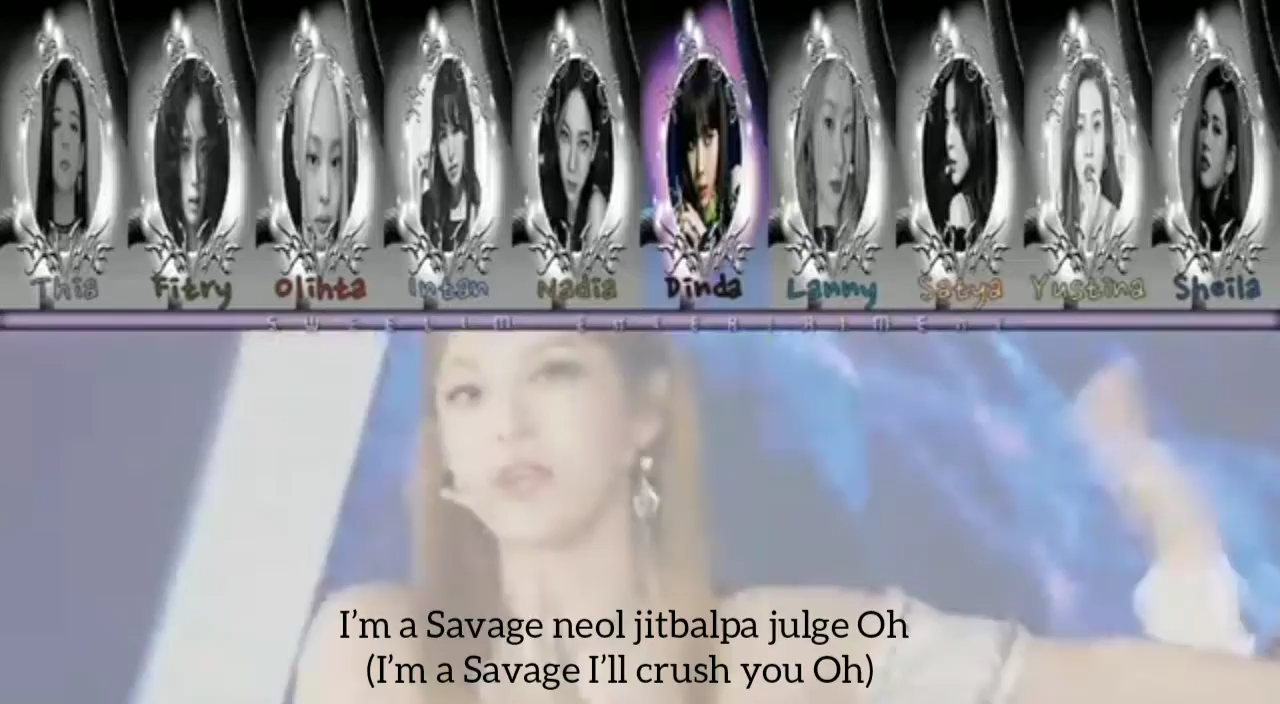 Thia Fitry Olihta Intan Nadia Dinda Lammy Satya Yustina Sheila
I’m a Savage neol jitbalpa julge Oh
(I’m a Savage I’ll crush you Oh)